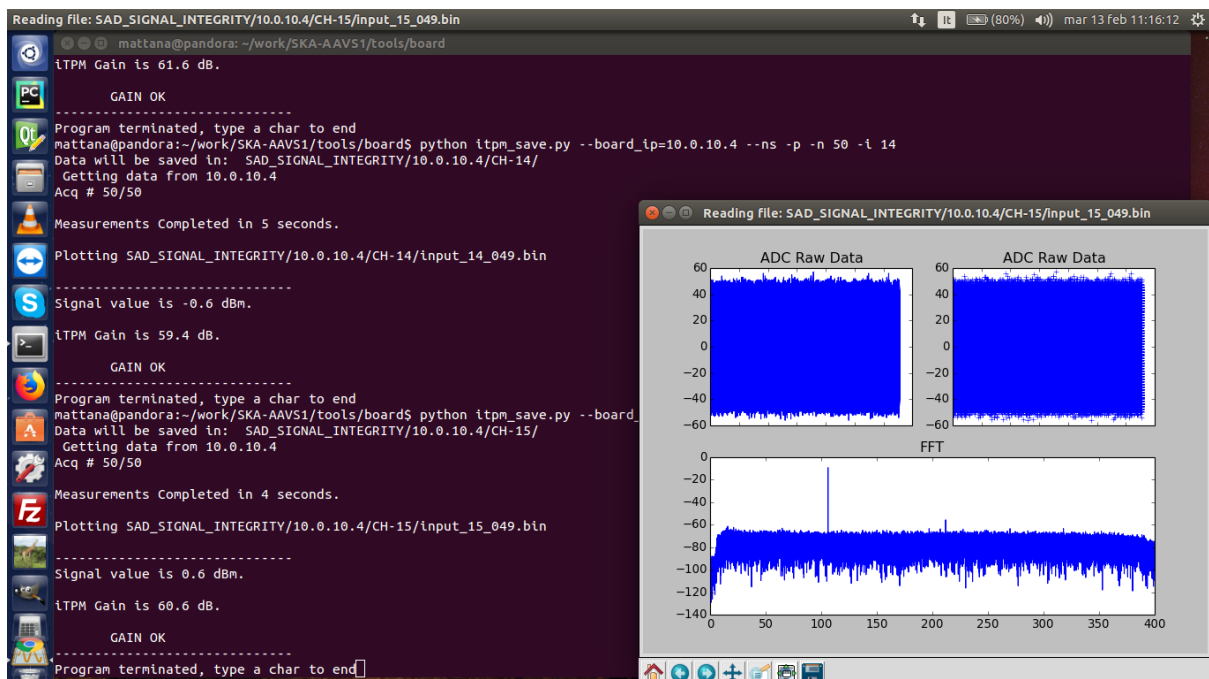 Reading file: SAD_SIGNAL_INTEGRITY/10.0.10.4/CH-15/input_15_049.bin
It (80%) mar 13 feb 11:16:12
mattana@pandora: ~/work/SKA-AAVS1/tools/board
iTPM Gain is 61.6 dB.
GAIN OK
------------------------------
Program terminated, type a char to end
mattana@pandora:~/work/SKA-AAVS1/tools/board$ python itpm_save.py --board_ip=10.0.10.4 --ns -p -n 50 -i 14
Data will be saved in:  SAD_SIGNAL_INTEGRITY/10.0.10.4/CH-14/
Getting data from 10.0.10.4
Acq # 50/50
Measurements Completed in 5 seconds.
Plotting SAD_SIGNAL_INTEGRITY/10.0.10.4/CH-14/input_14_049.bin
------------------------------
Signal value is -0.6 dBm.
iTPM Gain is 59.4 dB.
GAIN OK
------------------------------
Program terminated, type a char to end
mattana@pandora:~/work/SKA-AAVS1/tools/board$ python itpm_save.py --board_
Data will be saved in:  SAD_SIGNAL_INTEGRITY/10.0.10.4/CH-15/
Getting data from 10.0.10.4
Acq # 50/50
Measurements Completed in 4 seconds.
Plotting SAD_SIGNAL_INTEGRITY/10.0.10.4/CH-15/input_15_049.bin
------------------------------
Signal value is 0.6 dBm.
iTPM Gain is 60.6 dB.
GAIN OK
------------------------------
Program terminated, type a char to end
PC
Qt
S
A
Fz
Reading file: SAD_SIGNAL_INTEGRITY/10.0.10.4/CH-15/input_15_049.bin
ADC Raw Data
60
40
20
0
−20
−40
−60
ADC Raw Data
60
40
20
0
−20
−40
−60
FFT
0
−20
−40
−60
−80
−100
−120
−140
0 50 100 150 200 250 300 350 400